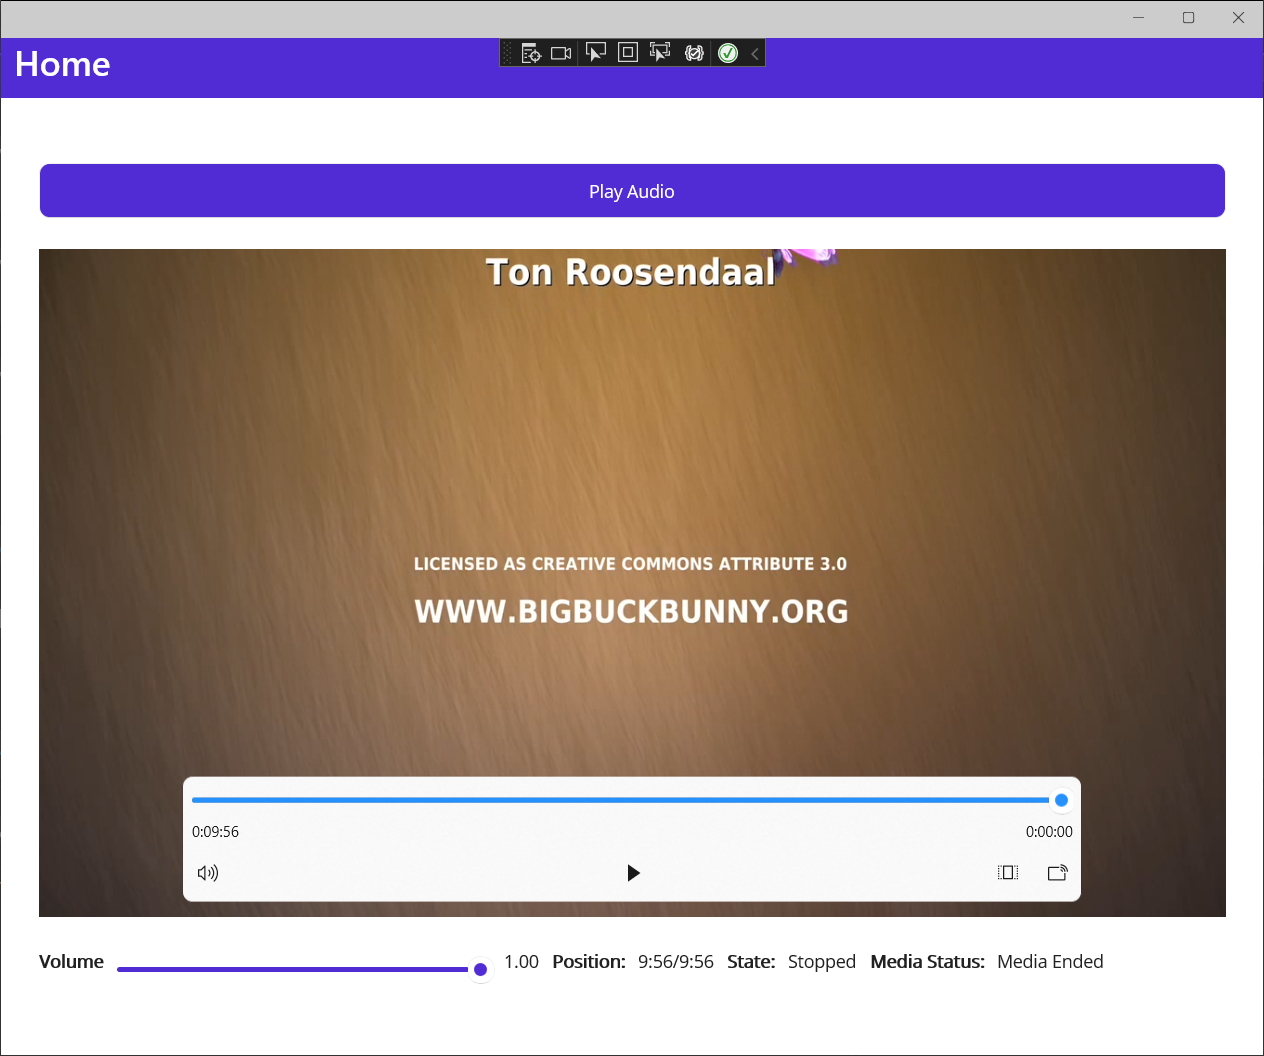 Home
Play Audio
Ton Roosendaal
LICENSED AS CREATIVE COMMONS ATTRIBUTE 3.0
WWW.BIGBUCKBUNNY.ORG
0:09:56 0:00:00
Volume 1.00 Position: 9:56/9:56 State: Stopped Media Status: Media Ended